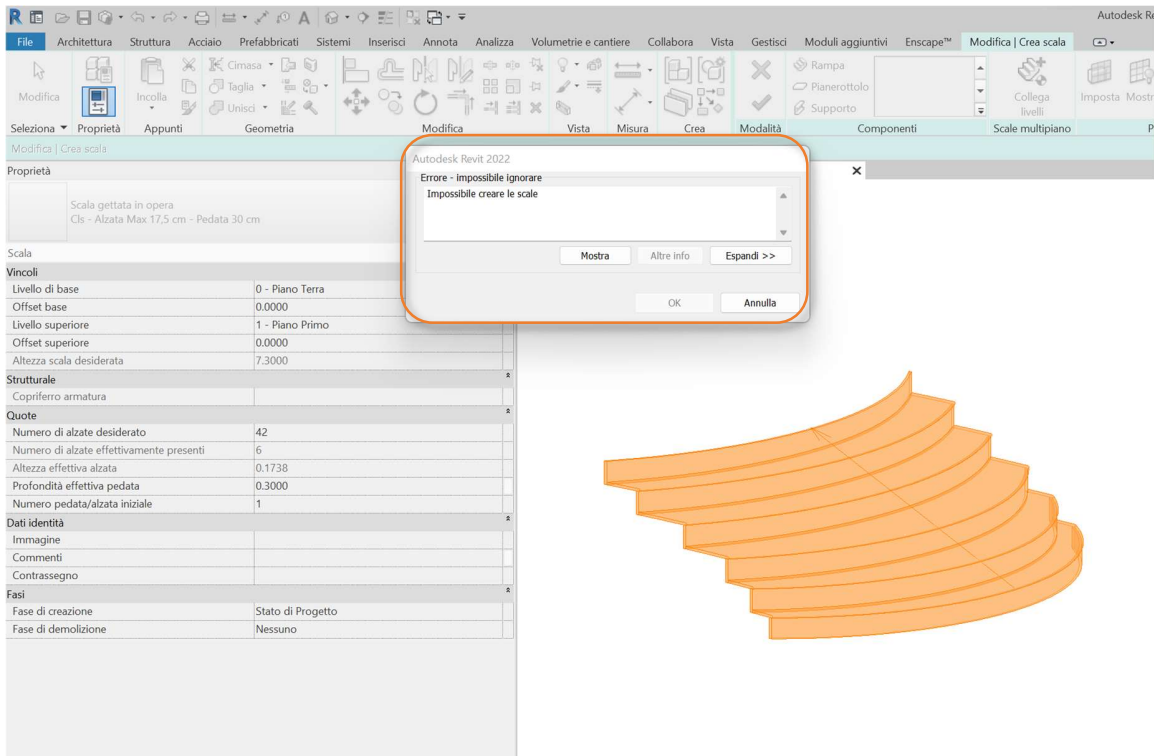 Autodesk Re
File Architettura Struttura Acciaio Prefabbricati Sistemi Inserisci Annota Analizza Volumetrie e cantiere Collabora Vista Gestisci Moduli aggiuntivi Enscape™ Modifica | Crea scala
Modifica
Incolla
Cimasa
Taglia
Unisci
Rampa
Pianerottolo
Supporto
Collega
livelli
Imposta Mostr
Seleziona Proprietà Appunti Geometria Modifica Vista Misura Crea Modalità Componenti Scale multipiano P
Modifica | Crea scala
Proprietà
Scala gettata in opera
Cls - Alzata Max 17,5 cm - Pedata 30 cm
Scala
Vincoli
Livello di base 0 - Piano Terra
Offset base 0.0000
Livello superiore 1 - Piano Primo
Offset superiore 0.0000
Altezza scala desiderata 7.3000
Strutturale
Copriferro armatura
Quote
Numero di alzate desiderato 42
Numero di alzate effettivamente presenti 6
Altezza effettiva alzata 0.1738
Profondità effettiva pedata 0.3000
Numero pedata/alzata iniziale 1
Dati identità
Immagine
Commenti
Contrassegno
Fasi
Fase di creazione Stato di Progetto
Fase di demolizione Nessuno
Autodesk Revit 2022
Errore - impossibile ignorare
Impossibile creare le scale
Mostra Altre info Espandi >>
OK Annulla